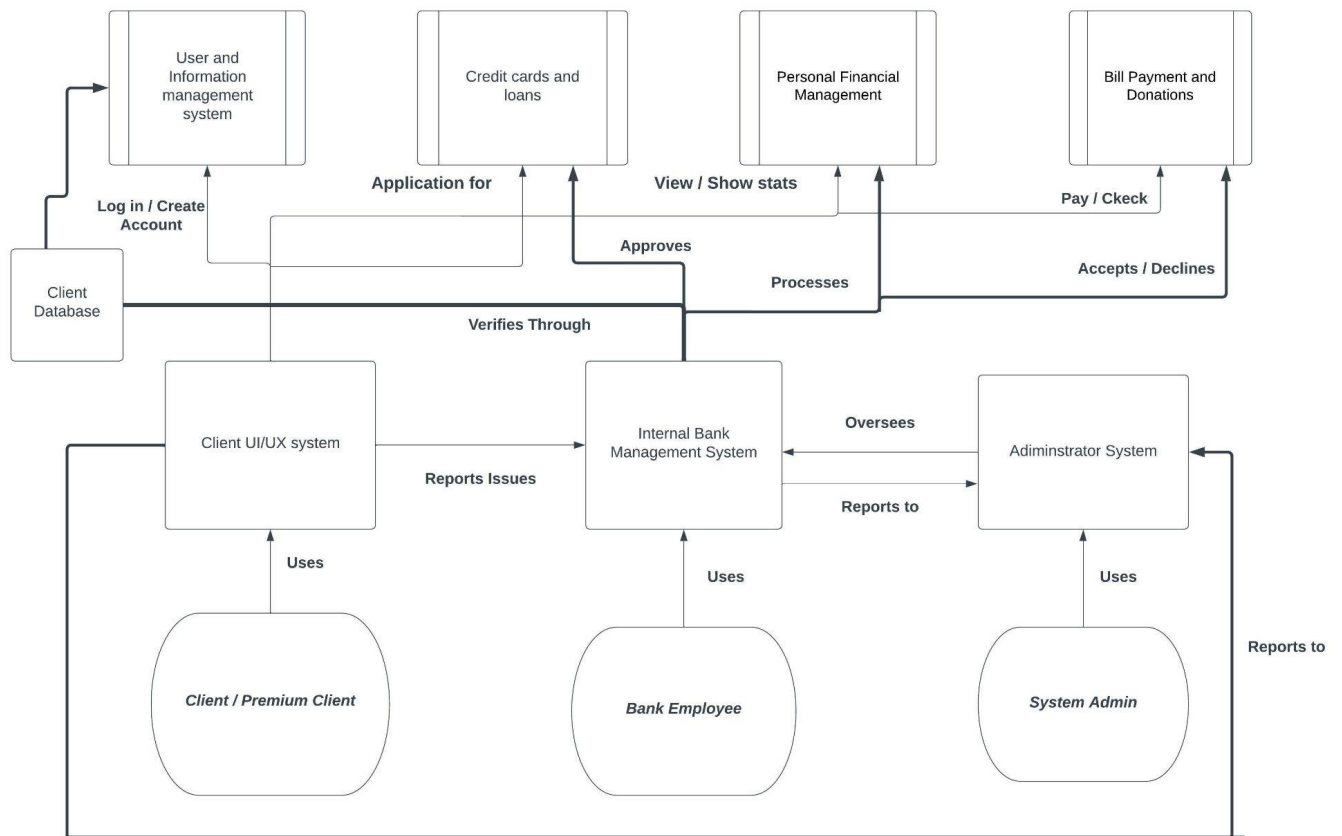 User and
Information
management
system
Credit cards and
loans
Personal Financial
Management
Bill Payment and
Donations
Application for
View / Show stats
Pay / Ckeck
Log in / Create
Account
Approves
Accepts / Declines
Processes
Client
Database
Verifies Through
Client UI/UX system
Internal Bank
Management System
Oversees
Adiminstrator System
Reports Issues
Reports to
Uses
Uses
Uses
Reports to
Client / Premium Client
Bank Employee
System Admin